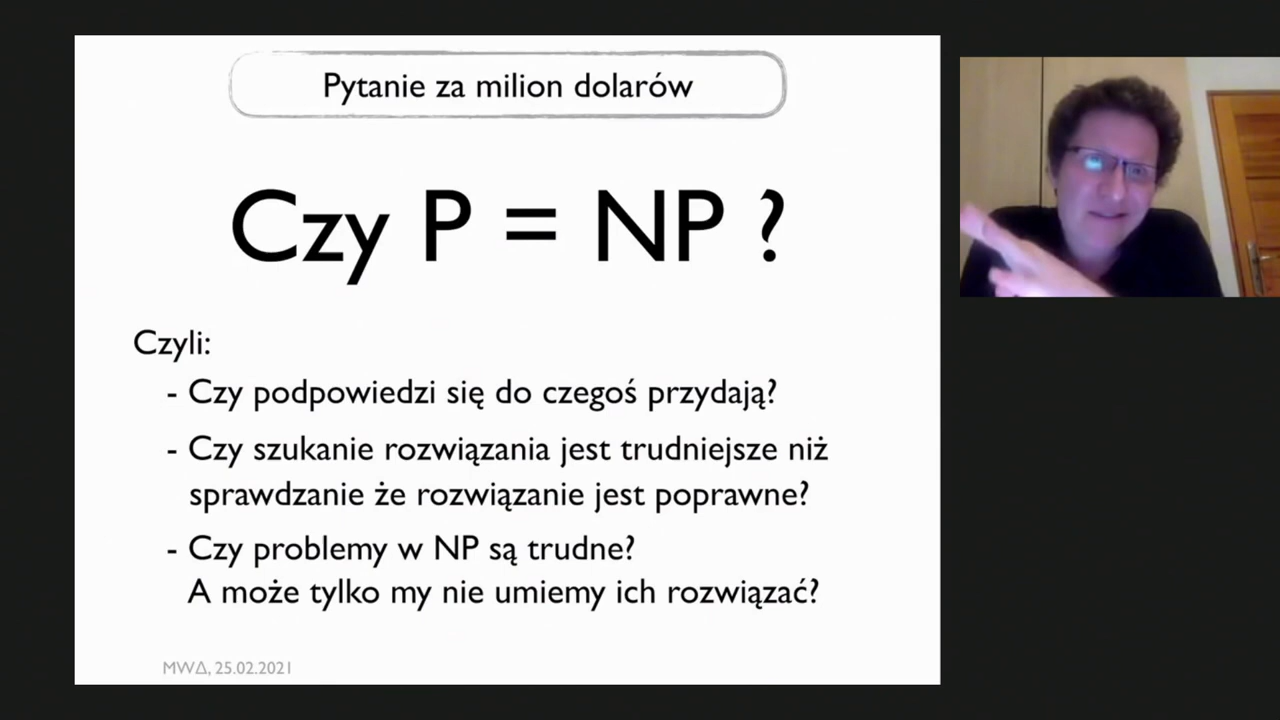 Pytanie za milion dolarów
Czy P = NP ?
Czyli:
- Czy podpowiedzi się do czegoś przydają?
- Czy szukanie rozwiązania jest trudniejsze niż
sprawdzanie że rozwiązanie jest poprawne?
- Czy problemy w NP są trudne?
A może tylko my nie umiemy ich rozwiązać?
MW∆, 25.02.2021